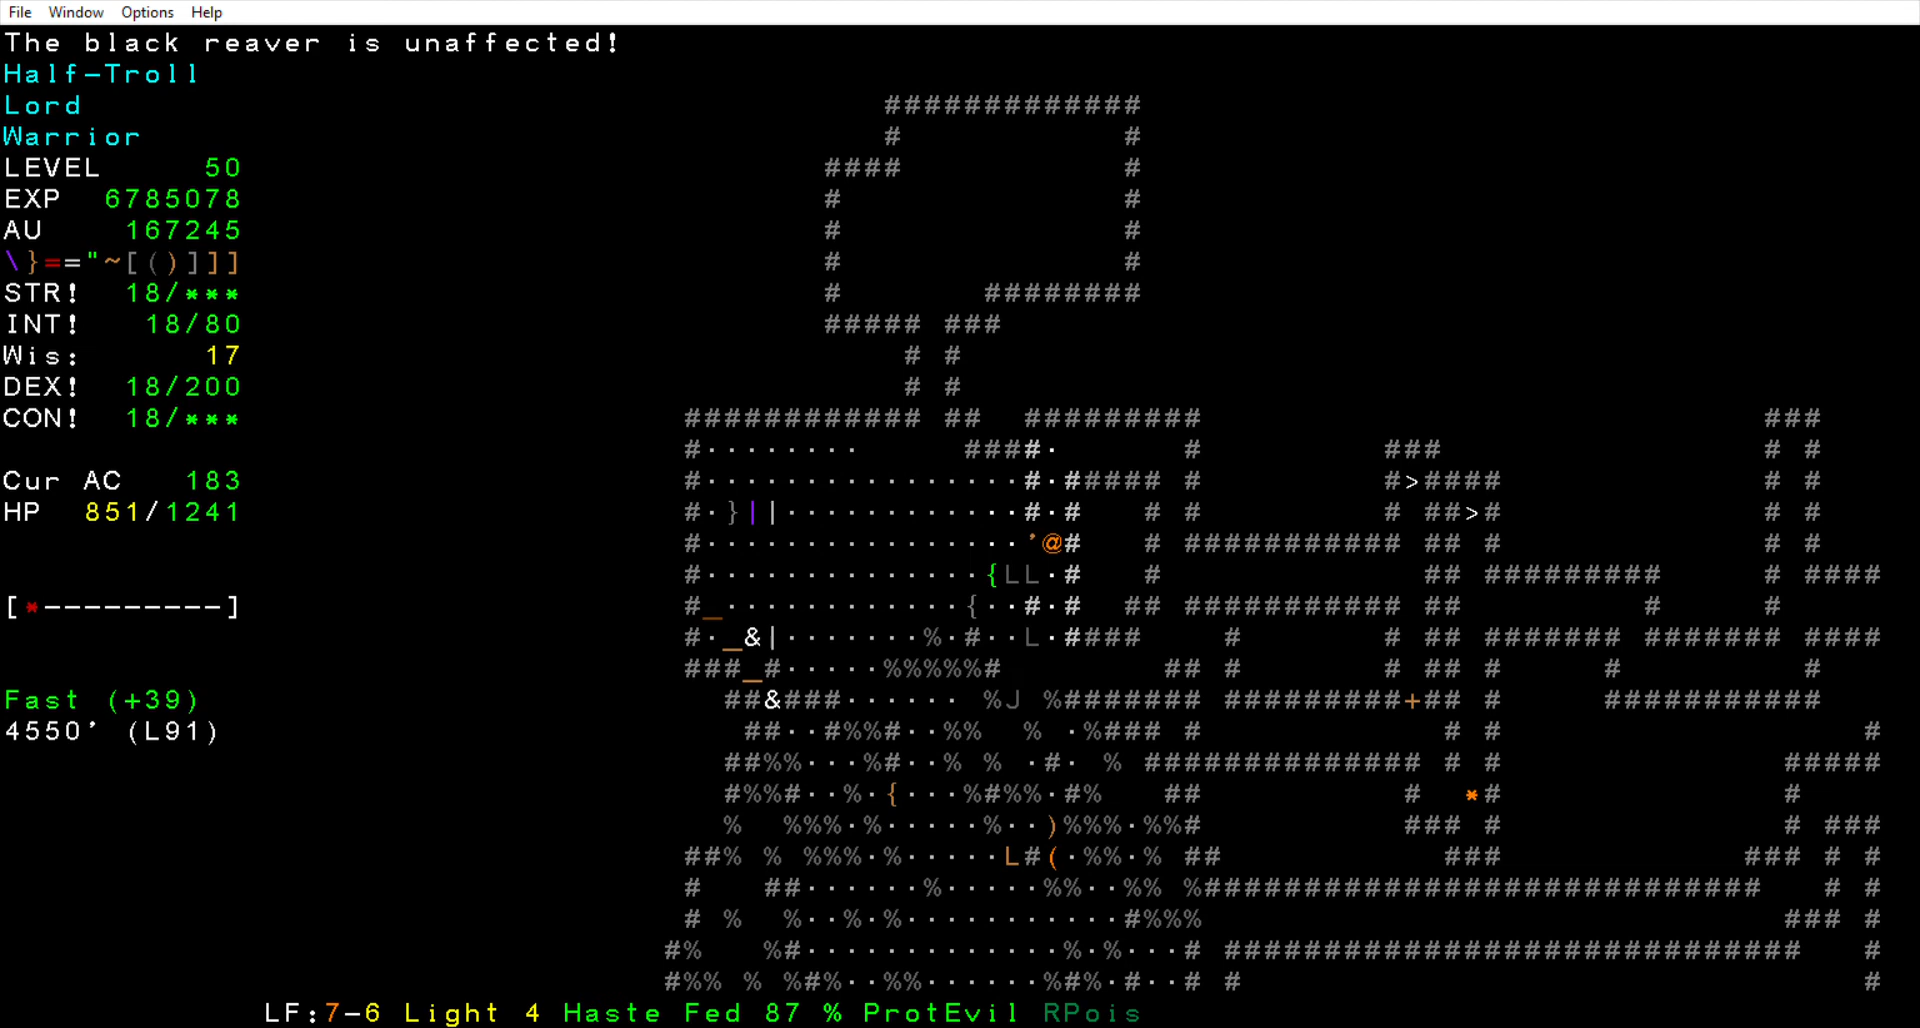 File Window Options Help
The black reaver is unaffected!
Half-Troll
Lord
Warrior
LEVEL 50
EXP 6785078
AU 167245
\}=="~[()]]]
STR! 18/***
INT! 18/80
Wis: 17
DEX! 18/200
CON! 18/***
Cur AC 183
HP 851/1241
[*---------]
Fast (+39)
4550' (L91)
LF:7-6 Light 4 Haste Fed 87 % ProtEvil RPois